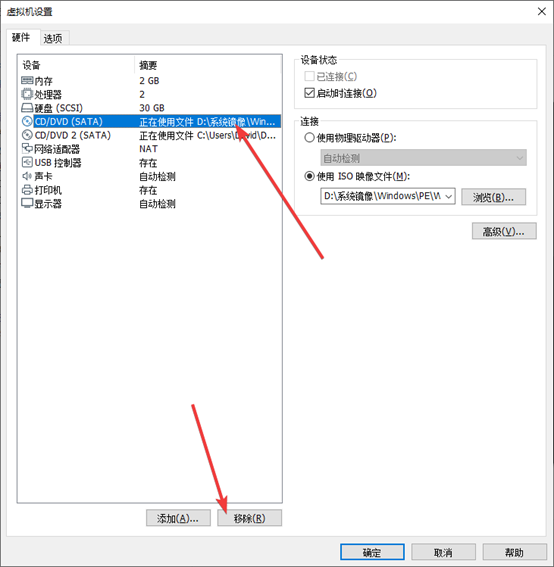 虚拟机设置
硬件 选项
设备 摘要
内存 2 GB
处理器 2
硬盘 (SCSI) 30 GB
CD/DVD (SATA) 正在使用文件 D:\系统镜像\Win...
CD/DVD 2 (SATA) 正在使用文件 C:\Users\David\D...
网络适配器 NAT
USB 控制器 存在
声卡 自动检测
打印机 存在
显示器 自动检测
添加(A)... 移除(R)
设备状态
已连接(C)
启动时连接(O)
连接
使用物理驱动器(P):
自动检测
使用 ISO 映像文件(M):
D:\系统镜像\Windows\PE\W 浏览(B)...
高级(V)...
确定 取消 帮助